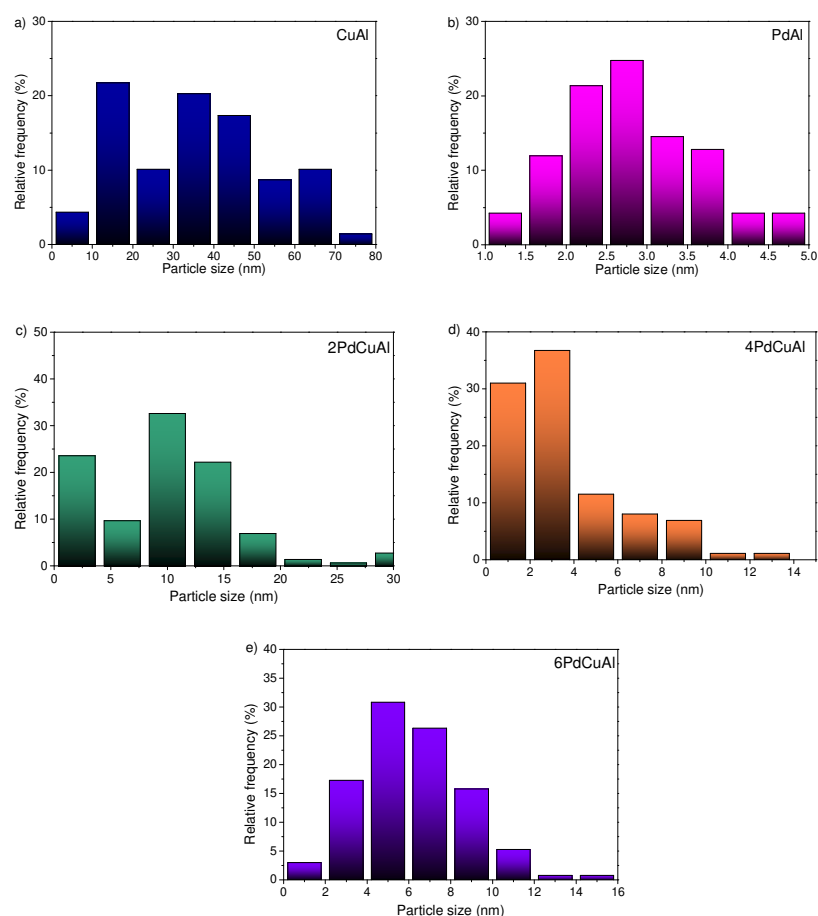 a)
CuAl
Relative frequency (%)
30
20
10
0
0 10 20 30 40 50 60 70 80
Particle size (nm)
b)
PdAl
Relative frequency (%)
30
20
10
0
1.0 1.5 2.0 2.5 3.0 3.5 4.0 4.5 5.0
Particle size (nm)
c)
2PdCuAl
Relative frequency (%)
50
40
30
20
10
0
0 5 10 15 20 25 30
Particle size (nm)
d)
4PdCuAl
Relative frequency (%)
40
30
20
10
0
0 2 4 6 8 10 12 14
Particle size (nm)
e)
6PdCuAl
Relative frequency (%)
40
35
30
25
20
15
10
5
0
0 2 4 6 8 10 12 14 16
Particle size (nm)